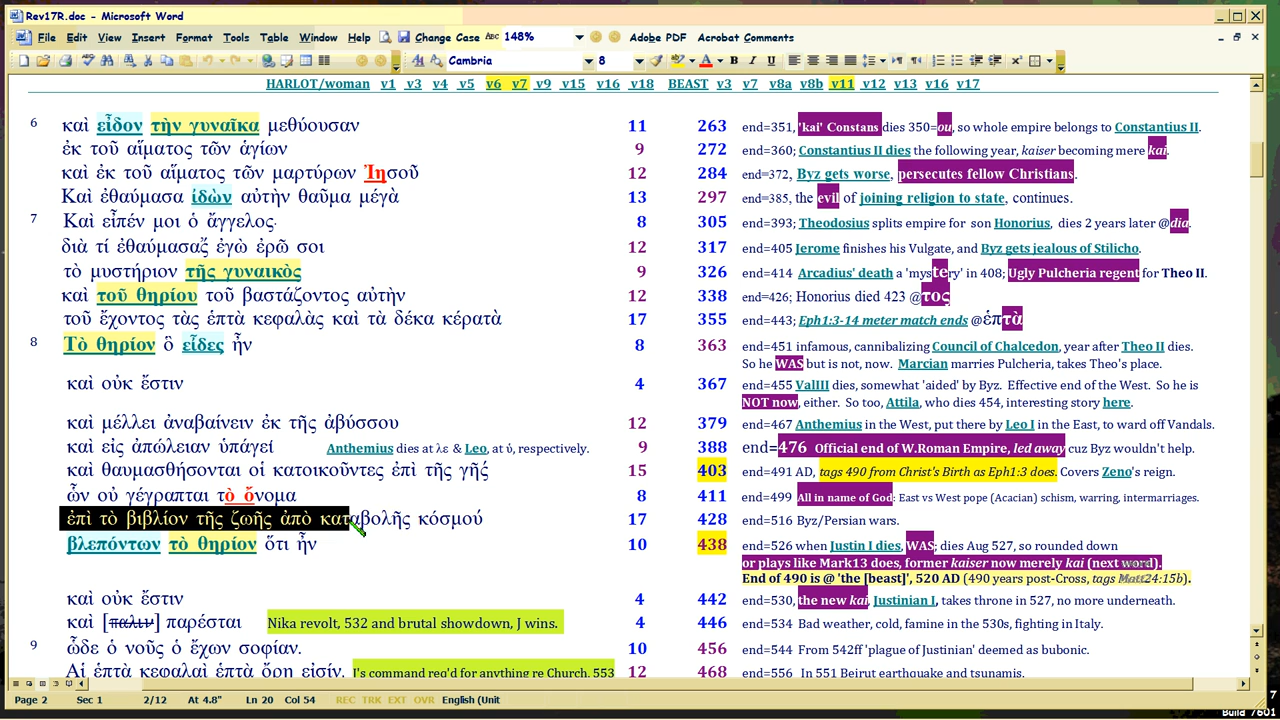 Rev17R.doc - Microsoft Word
File Edit View Insert Format Tools Table Window Help Change Case ABC 148% Adobe PDF Acrobat Comments
Cambria 8
HARLOT/woman v1 v3 v4 v5 v6 v7 v9 v15 v16 v18 BEAST v3 v7 v8a v8b v11 v12 v13 v16 v17
6 καὶ εἶδον τὴν γυναῖκα μεθύουσαν 11 263 end=351, 'kai' Constans dies 350=ou, so whole empire belongs to Constantius II.
ἐκ τοῦ αἵματος τῶν ἁγίων 9 272 end=360; Constantius II dies the following year, kaiser becoming mere kai.
καὶ ἐκ τοῦ αἵματος τῶν μαρτύρων Ἰησοῦ 12 284 end=372, Byz gets worse, persecutes fellow Christians.
Καὶ ἐθαύμασα ἰδὼν αὐτὴν θαῦμα μέγὰ 13 297 end=385, the evil of joining religion to state, continues.
7 Καὶ εἶπέν μοι ὁ ἄγγελος· 8 305 end=393; Theodosius splits empire for son Honorius, dies 2 years later @dia.
διὰ τί ἐθαύμασαξ ἐγὼ ἐρῶ σοι 12 317 end=405 Jerome finishes his Vulgate, and Byz gets jealous of Stilicho.
τὸ μυστήριον τῆς γυναικὸς 9 326 end=414 Arcadius' death a 'mystery' in 408; Ugly Pulcheria regent for Theo II.
καὶ τοῦ θηρίου τοῦ βαστάζοντος αὐτὴν 12 338 end=426; Honorius died 423 @τος
τοῦ ἔχοντος τὰς ἑπτὰ κεφαλὰς καὶ τὰ δέκα κέρατὰ 17 355 end=443; Eph1:3-14 meter match ends @ἑπτὰ
8 Τὸ θηρίον ὃ εἶδες ἦν 8 363 end=451 infamous, cannibalizing Council of Chalcedon, year after Theo II dies.
So he WAS but is not, now. Marcian marries Pulcheria, takes Theo's place.
καὶ οὐκ ἔστιν 4 367 end=455 ValIII dies, somewhat 'aided' by Byz. Effective end of the West. So he is
NOT now, either. So too, Attila, who dies 454, interesting story here.
καὶ μέλλει ἀναβαίνειν ἐκ τῆς ἀβύσσου 12 379 end=467 Anthemius in the West, put there by Leo I in the East, to ward off Vandals.
καὶ εἰς ἀπώλειαν ὑπάγεί Anthemius dies at λε & Leo, at ύ, respectively. 9 388 end=476 Official end of W.Roman Empire, led away cuz Byz wouldn't help.
καὶ θαυμασθήσονται οἱ κατοικοῦντες ἐπὶ τῆς γῆς 15 403 end=491 AD, tags 490 from Christ's Birth as Eph1:3 does. Covers Zeno's reign.
ὧν οὐ γέγραπται τὸ ὄνομα 8 411 end=499 All in name of God: East vs West pope (Acacian) schism, warring, intermarriages.
ἐπὶ τὸ βιβλίον τῆς ζωῆς ἀπὸ καταβολῆς κόσμού 17 428 end=516 Byz/Persian wars.
βλεπόντων τὸ θηρίον ὅτι ἦν 10 438 end=526 when Justin I dies, WAS; dies Aug 527, so rounded down
or plays like Mark13 does, former kaiser now merely kai (next word).
End of 490 is @ 'the [beast]', 520 AD (490 years post-Cross, tags Matt24:15b).
καὶ οὐκ ἔστιν 4 442 end=530, the new kai, Justinian I, takes throne in 527, no more underneath.
καὶ [παλιν] παρέσται Nika revolt, 532 and brutal showdown, J wins. 4 446 end=534 Bad weather, cold, famine in the 530s, fighting in Italy.
9 ὧδε ὁ νοῦς ὁ ἔχων σοφίαν. 10 456 end=544 From 542ff 'plague of Justinian' deemed as bubonic.
Αἱ ἑπτὰ κεφαλαὶ ἑπτὰ ὄρη εἰσίν. J's command req'd for anything re Church, 553 12 468 end=556 In 551 Beirut earthquake and tsunamis.
Page 2 Sec 1 2/12 At 4.8" Ln 20 Col 54 REC TRK EXT OVR English (Unit
7
Build 7601